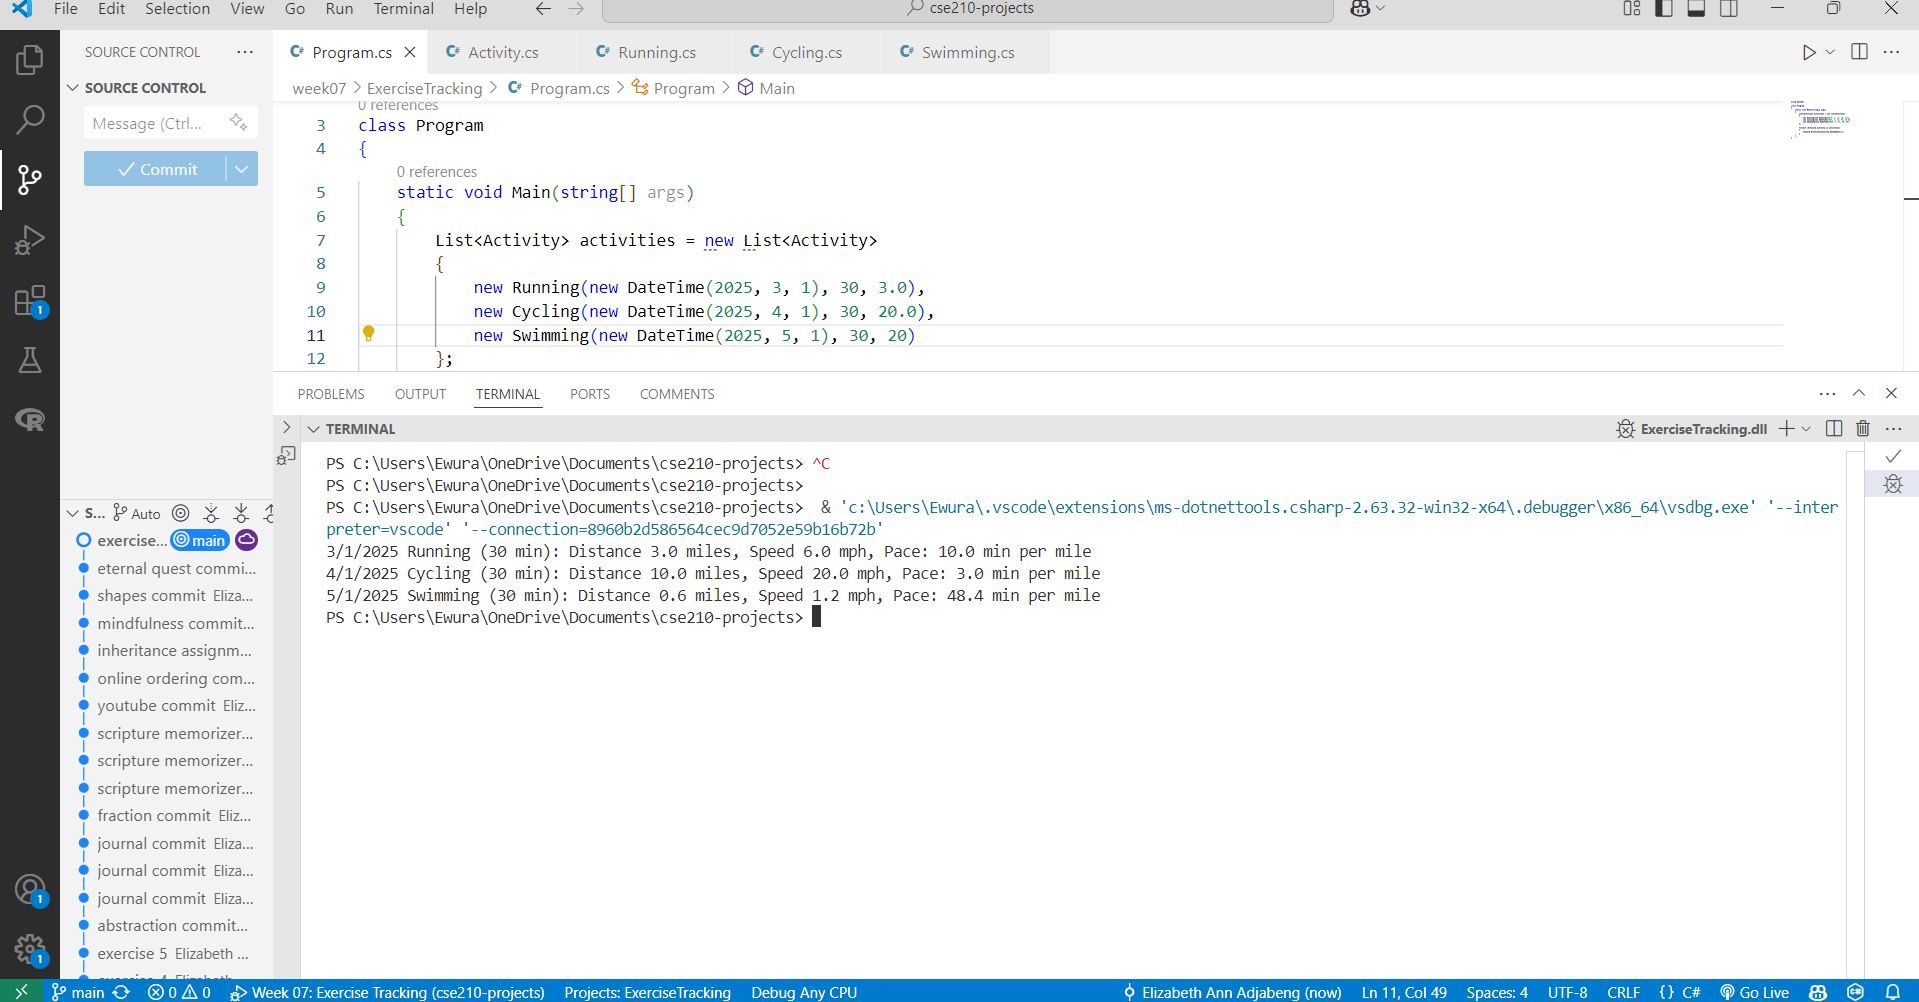 File Edit Selection View Go Run Terminal Help
cse210-projects
SOURCE CONTROL
SOURCE CONTROL
Message (Ctrl...
Commit
Program.cs Activity.cs Running.cs Cycling.cs Swimming.cs
week07 > ExerciseTracking > Program.cs > Program > Main
0 references
3 class Program
4 {
0 references
5 static void Main(string[] args)
6 {
7 List<Activity> activities = new List<Activity>
8 {
9 new Running(new DateTime(2025, 3, 1), 30, 3.0),
10 new Cycling(new DateTime(2025, 4, 1), 30, 20.0),
11 new Swimming(new DateTime(2025, 5, 1), 30, 20)
12 };
PROBLEMS OUTPUT TERMINAL PORTS COMMENTS
TERMINAL
ExerciseTracking.dll
PS C:\Users\Ewura\OneDrive\Documents\cse210-projects> ^C
PS C:\Users\Ewura\OneDrive\Documents\cse210-projects>
PS C:\Users\Ewura\OneDrive\Documents\cse210-projects> & 'c:\Users\Ewura\.vscode\extensions\ms-dotnettools.csharp-2.63.32-win32-x64\.debugger\x86_64\vsdbg.exe' '--inter
preter=vscode' '--connection=8960b2d586564cec9d7052e59b16b72b'
3/1/2025 Running (30 min): Distance 3.0 miles, Speed 6.0 mph, Pace: 10.0 min per mile
4/1/2025 Cycling (30 min): Distance 10.0 miles, Speed 20.0 mph, Pace: 3.0 min per mile
5/1/2025 Swimming (30 min): Distance 0.6 miles, Speed 1.2 mph, Pace: 48.4 min per mile
PS C:\Users\Ewura\OneDrive\Documents\cse210-projects>
S... Auto
exercise... main
eternal quest commi...
shapes commit Eliza...
mindfulness commit...
inheritance assignm...
online ordering com...
youtube commit Eliz...
scripture memorizer...
scripture memorizer...
scripture memorizer...
fraction commit Eliz...
journal commit Eliza...
journal commit Eliza...
journal commit Eliza...
abstraction commit...
exercise 5 Elizabeth ...
exercise 4 Elizabeth
1
1
1
main 0 0 Week 07: Exercise Tracking (cse210-projects) Projects: ExerciseTracking Debug Any CPU Elizabeth Ann Adjabeng (now) Ln 11, Col 49 Spaces: 4 UTF-8 CRLF {} C# Go Live